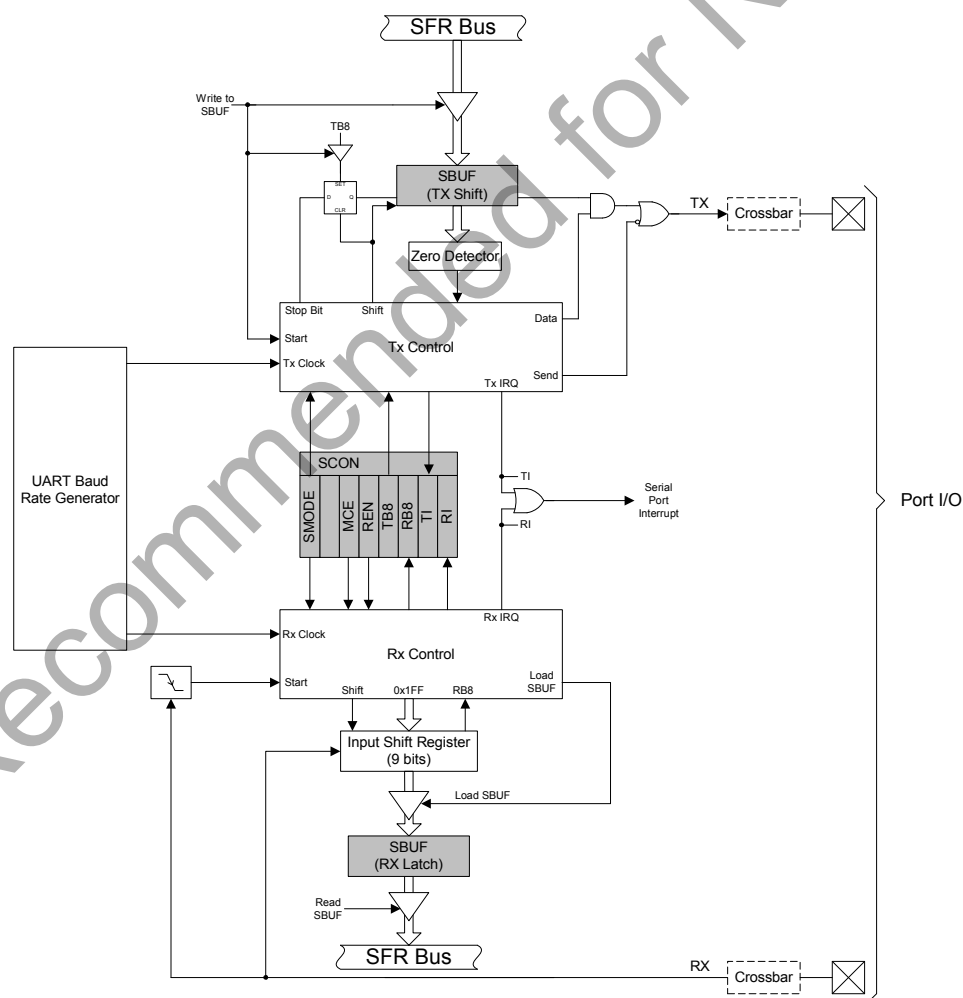 SFR Bus
Write to
SBUF
TB8
SET
D
Q
CLR
SBUF
(TX Shift)
TX
Crossbar
Zero Detector
Stop Bit
Shift
Data
Start
Tx Control
Tx Clock
Send
Tx IRQ
UART Baud
Rate Generator
SCON
SMODE
MCE
REN
TB8
RB8
TI
RI
TI
RI
Serial
Port
Interrupt
Port I/O
Rx IRQ
Rx Clock
Rx Control
Start
Load
SBUF
Shift
0x1FF
RB8
Input Shift Register
(9 bits)
Load SBUF
SBUF
(RX Latch)
Read
SBUF
SFR Bus
RX
Crossbar
Recommended for N